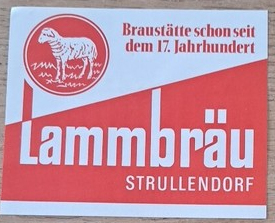 Braustätte schon seit
dem 17. Jahrhundert
Lammbräu
STRULLENDORF